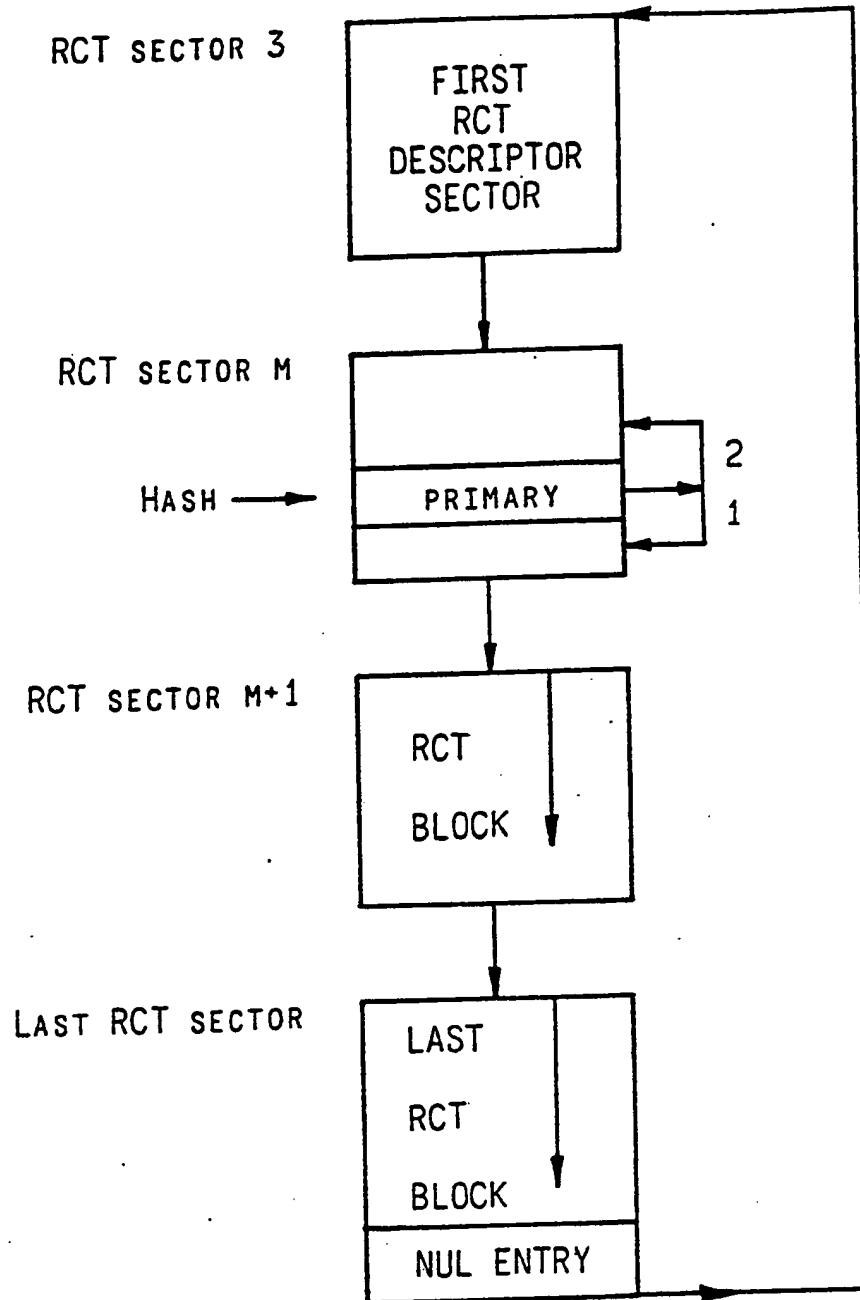 RCT SECTOR 3
FIRST
RCT
DESCRIPTOR
SECTOR
RCT SECTOR M
2
HASH
PRIMARY
1
RCT SECTOR M+1
RCT
BLOCK
LAST RCT SECTOR
LAST
RCT
BLOCK
NUL ENTRY